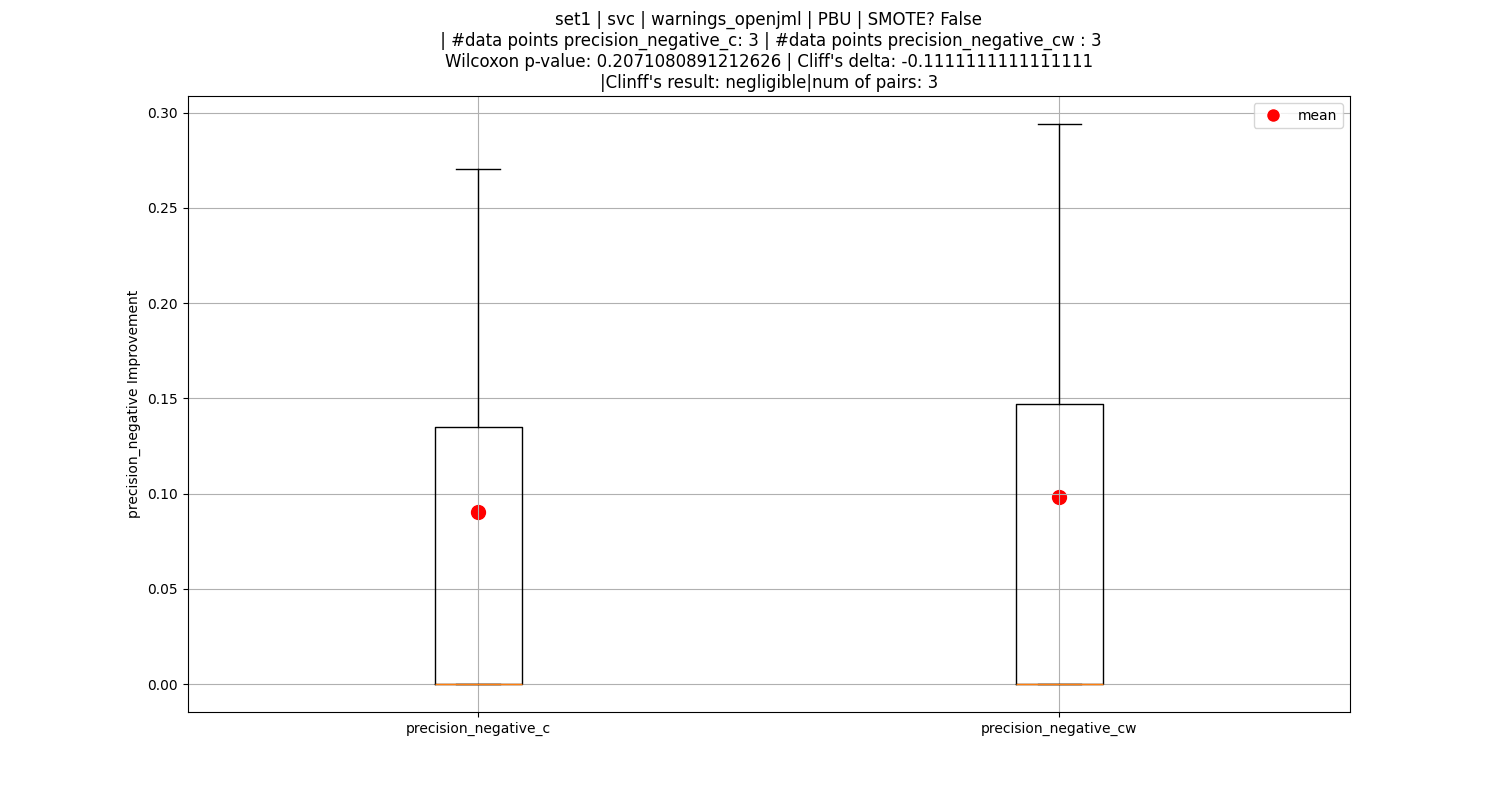 set1 | svc | warnings_openjml | PBU | SMOTE? False
| #data points precision_negative_c: 3 | #data points precision_negative_cw : 3
Wilcoxon p-value: 0.2071080891212626 | Cliff's delta: -0.1111111111111111
|Clinff's result: negligible|num of pairs: 3
mean
0.30
0.25
0.20
0.15
0.10
0.05
0.00
precision_negative Improvement
precision_negative_c
precision_negative_cw